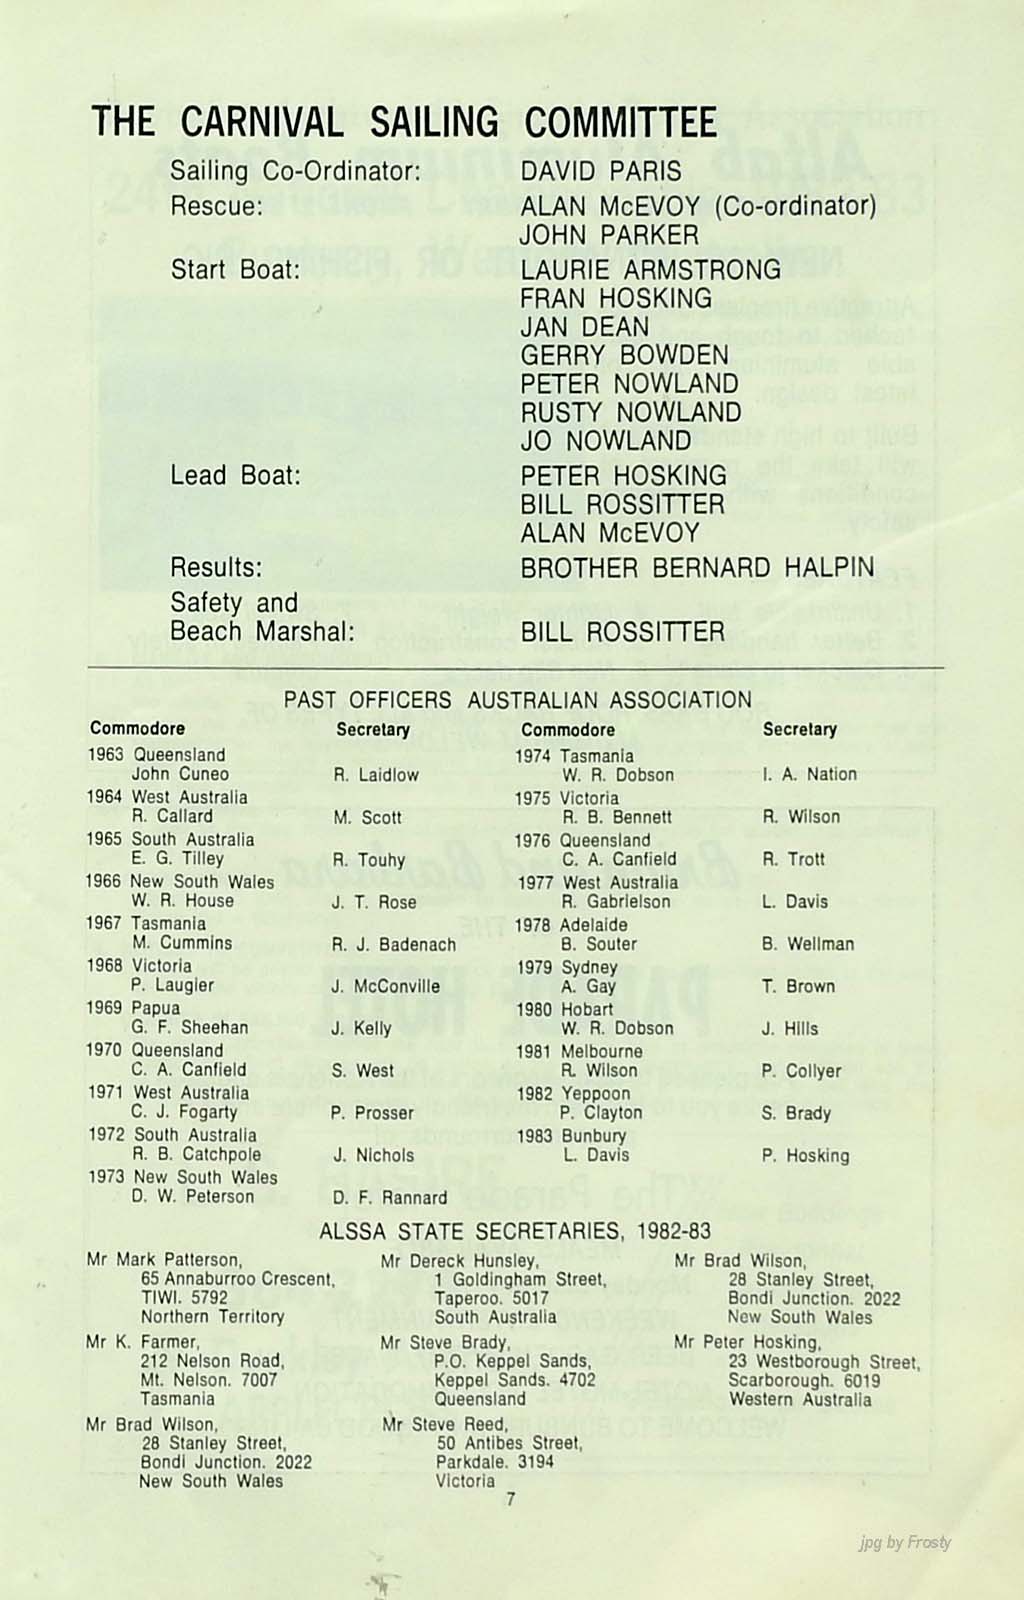 THE CARNIVAL SAILING COMMITTEE
Sailing Co-Ordinator: DAVID PARIS
Rescue: ALAN McEVOY (Co-ordinator)
JOHN PARKER
Start Boat: LAURIE ARMSTRONG
FRAN HOSKING
JAN DEAN
GERRY BOWDEN
PETER NOWLAND
RUSTY NOWLAND
JO NOWLAND
Lead Boat: PETER HOSKING
BILL ROSSITTER
ALAN McEVOY
Results: BROTHER BERNARD HALPIN
Safety and
Beach Marshal: BILL ROSSITTER
PAST OFFICERS AUSTRALIAN ASSOCIATION
Commodore Secretary
1963 Queensland
John Cuneo R. Laidlow
1964 West Australia
R. Callard M. Scott
1965 South Australia
E. G. Tilley R. Touhy
1966 New South Wales
W. R. House J. T. Rose
1967 Tasmania
M. Cummins R. J. Badenach
1968 Victoria
P. Laugier J. McConville
1969 Papua
G. F. Sheehan J. Kelly
1970 Queensland
C. A. Canfield S. West
1971 West Australia
C. J. Fogarty P. Prosser
1972 South Australia
R. B. Catchpole J. Nichols
1973 New South Wales
D. W. Peterson D. F. Rannard
Commodore Secretary
1974 Tasmania
W. R. Dobson I. A. Nation
1975 Victoria
R. B. Bennett R. Wilson
1976 Queensland
C. A. Canfield R. Trott
1977 West Australia
R. Gabrielson L. Davis
1978 Adelaide
B. Souter B. Wellman
1979 Sydney
A. Gay T. Brown
1980 Hobart
W. R. Dobson J. Hills
1981 Melbourne
R. Wilson P. Collyer
1982 Yeppoon
P. Clayton S. Brady
1983 Bunbury
L. Davis P. Hosking
ALSSA STATE SECRETARIES, 1982-83
Mr Mark Patterson,
65 Annaburroo Crescent,
TIWI. 5792
Northern Territory
Mr Dereck Hunsley,
1 Goldingham Street,
Taperoo. 5017
South Australia
Mr Brad Wilson,
28 Stanley Street,
Bondi Junction. 2022
New South Wales
Mr K. Farmer,
212 Nelson Road,
Mt. Nelson. 7007
Tasmania
Mr Steve Brady,
P.O. Keppel Sands,
Keppel Sands. 4702
Queensland
Mr Peter Hosking,
23 Westborough Street,
Scarborough. 6019
Western Australia
Mr Brad Wilson,
28 Stanley Street,
Bondi Junction. 2022
New South Wales
Mr Steve Reed,
50 Antibes Street,
Parkdale. 3194
Victoria
7
jpg by Frosty